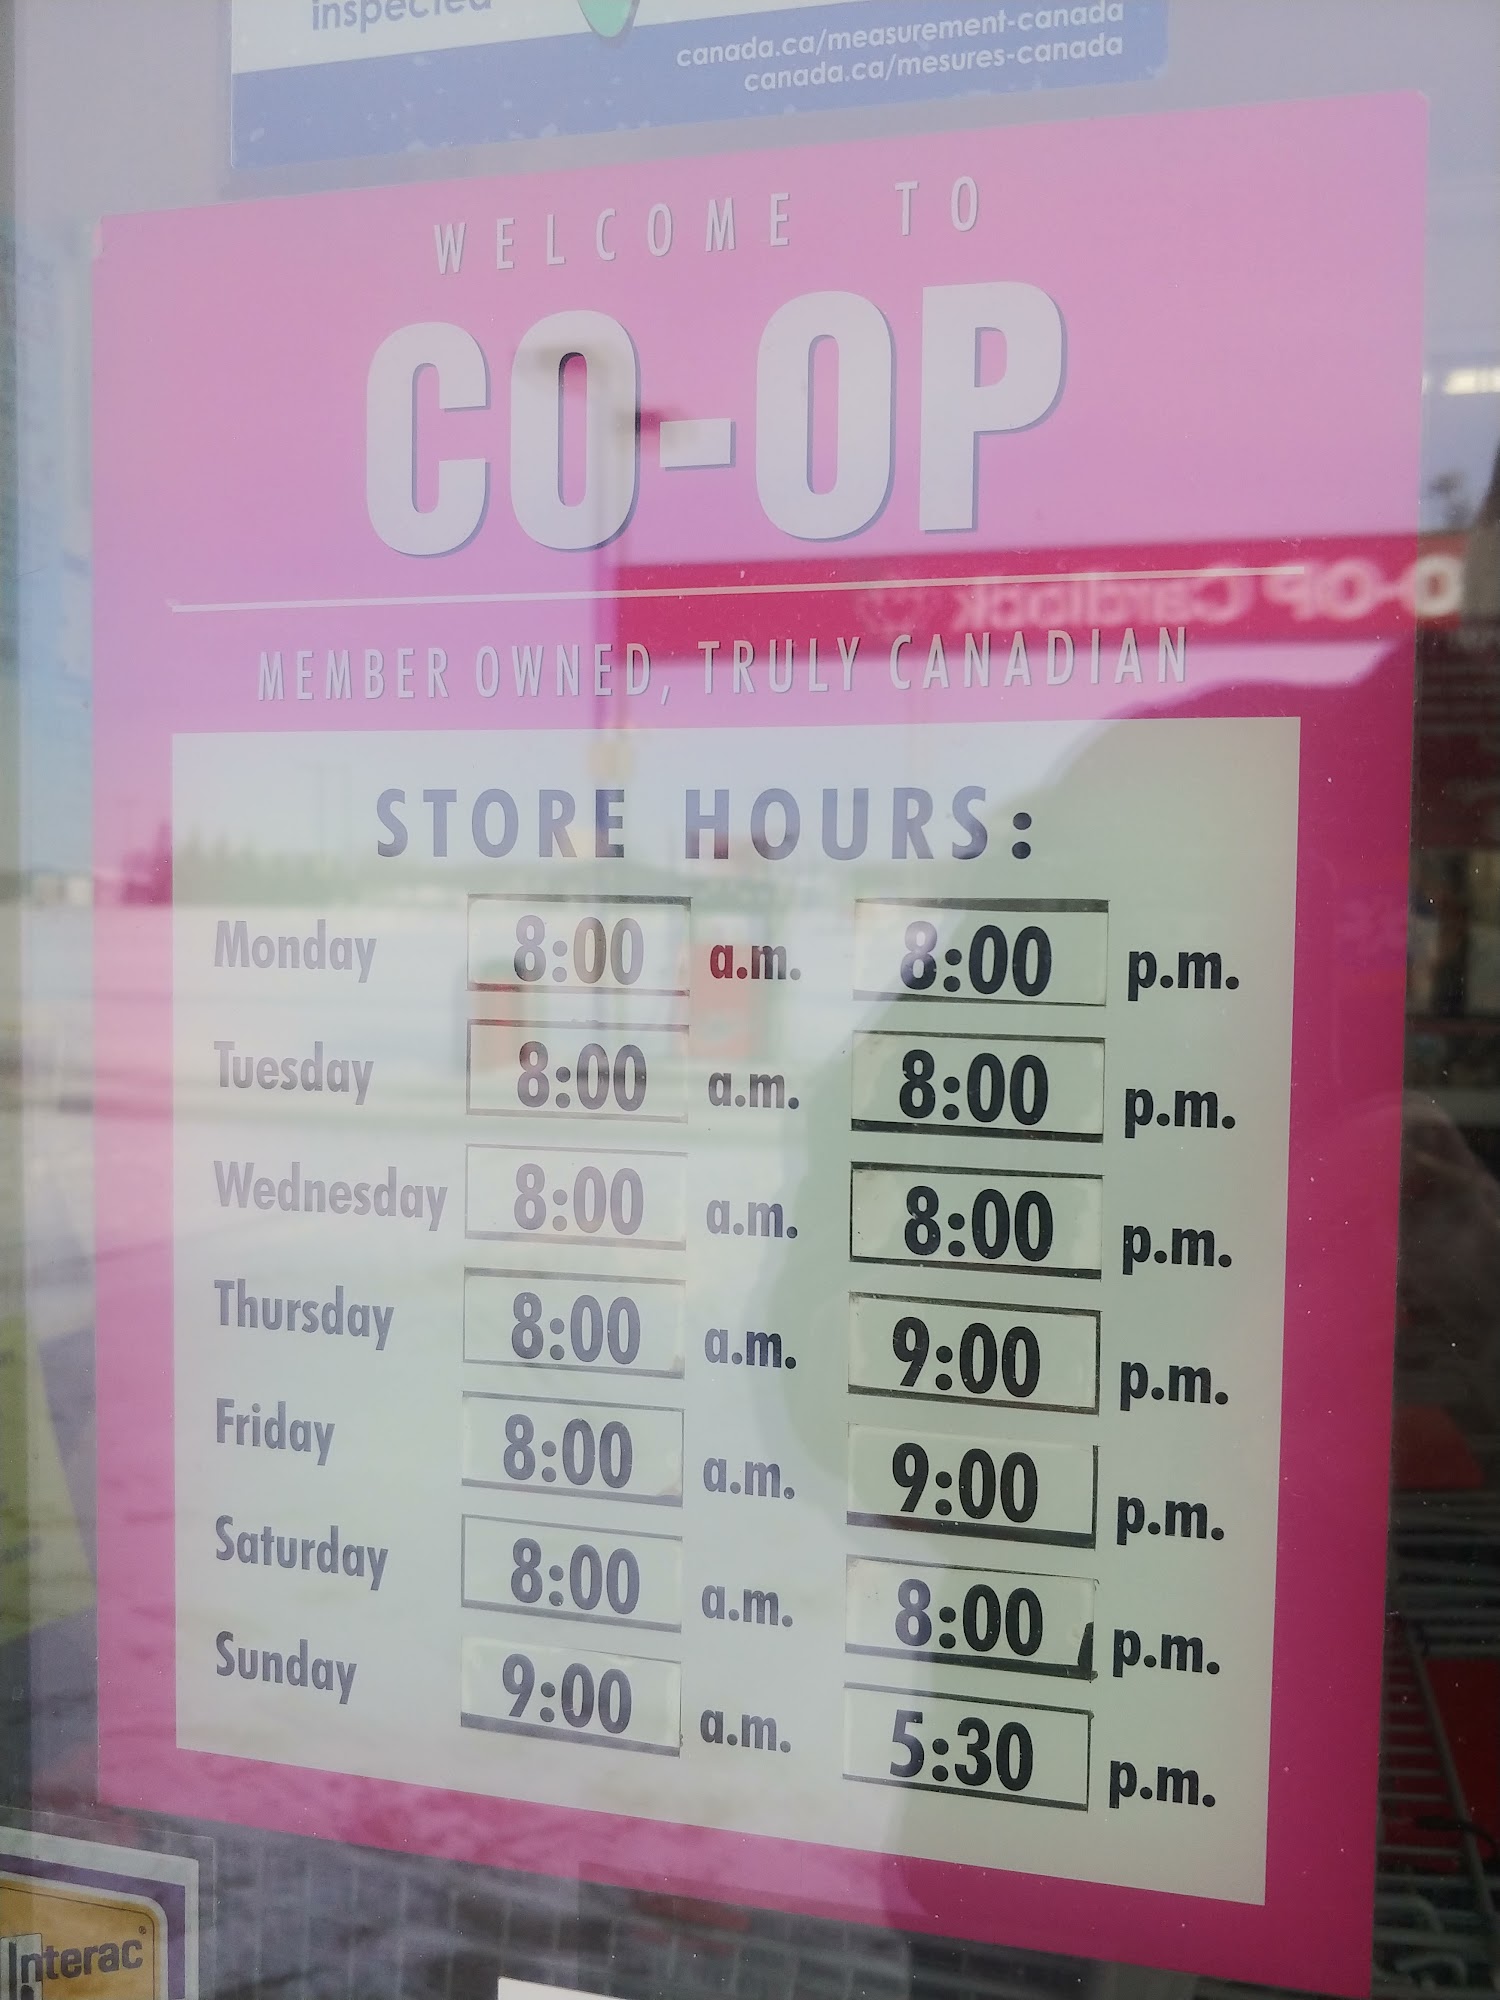 inspected
canada.ca/measurement-canada
canada.ca/mesures-canada
WELCOME TO
CO-OP
O-OP Cardlock
MEMBER OWNED, TRULY CANADIAN
STORE HOURS:
Monday 8:00 a.m. 8:00 p.m.
Tuesday 8:00 a.m. 8:00 p.m.
Wednesday 8:00 a.m. 8:00 p.m.
Thursday 8:00 a.m. 9:00 p.m.
Friday 8:00 a.m. 9:00 p.m.
Saturday 8:00 a.m. 8:00 p.m.
Sunday 9:00 a.m. 5:30 p.m.
Interac®